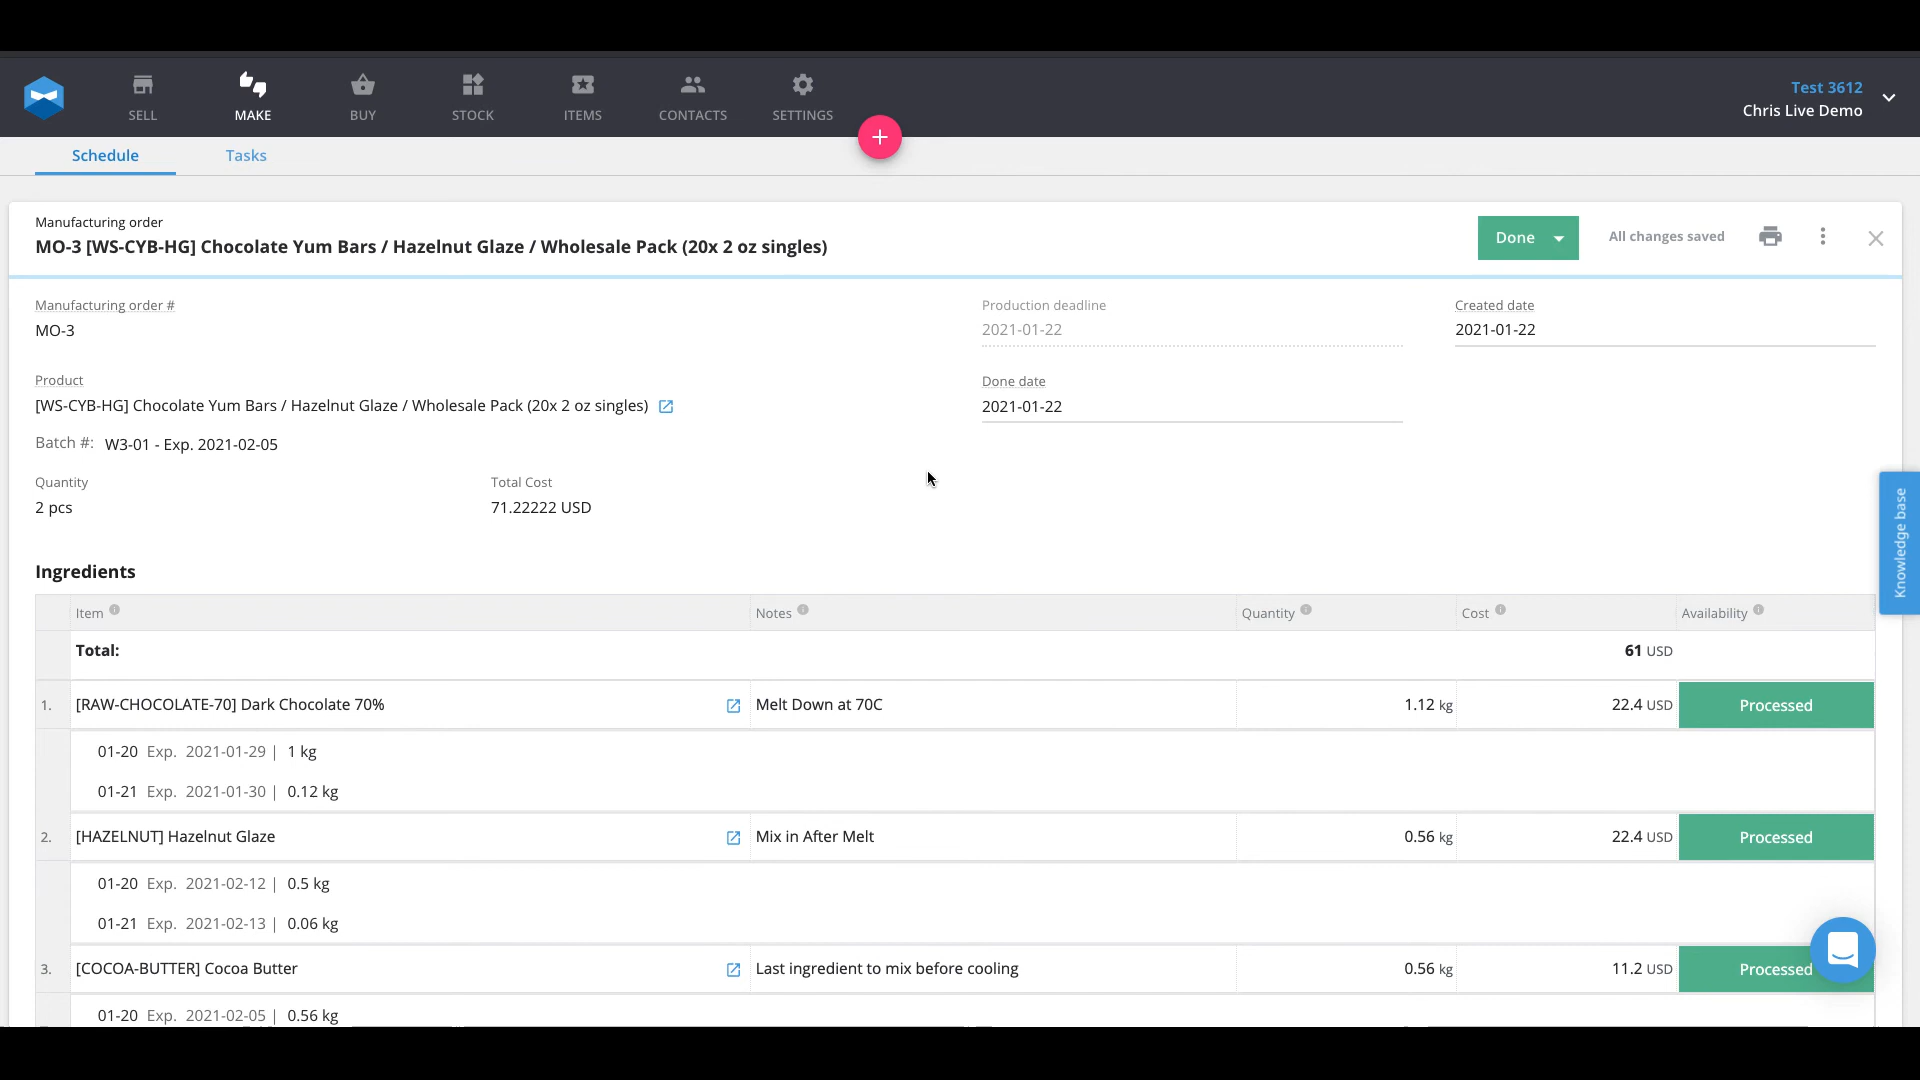 SELL
MAKE
BUY
STOCK
ITEMS
CONTACTS
SETTINGS
Test 3612
Chris Live Demo
Schedule
Tasks
Manufacturing order
MO-3 [WS-CYB-HG] Chocolate Yum Bars / Hazelnut Glaze / Wholesale Pack (20x 2 oz singles)
Done
All changes saved
Manufacturing order #
MO-3
Production deadline
2021-01-22
Created date
2021-01-22
Product
[WS-CYB-HG] Chocolate Yum Bars / Hazelnut Glaze / Wholesale Pack (20x 2 oz singles)
Done date
2021-01-22
Batch #: W3-01 - Exp. 2021-02-05
Quantity
2 pcs
Total Cost
71.22222 USD
Knowledge base
Ingredients
Item Notes Quantity Cost Availability
Total: 61 USD
1. [RAW-CHOCOLATE-70] Dark Chocolate 70% Melt Down at 70C 1.12 kg 22.4 USD Processed
01-20 Exp. 2021-01-29 | 1 kg
01-21 Exp. 2021-01-30 | 0.12 kg
2. [HAZELNUT] Hazelnut Glaze Mix in After Melt 0.56 kg 22.4 USD Processed
01-20 Exp. 2021-02-12 | 0.5 kg
01-21 Exp. 2021-02-13 | 0.06 kg
3. [COCOA-BUTTER] Cocoa Butter Last ingredient to mix before cooling 0.56 kg 11.2 USD Processed
01-20 Exp. 2021-02-05 | 0.56 kg